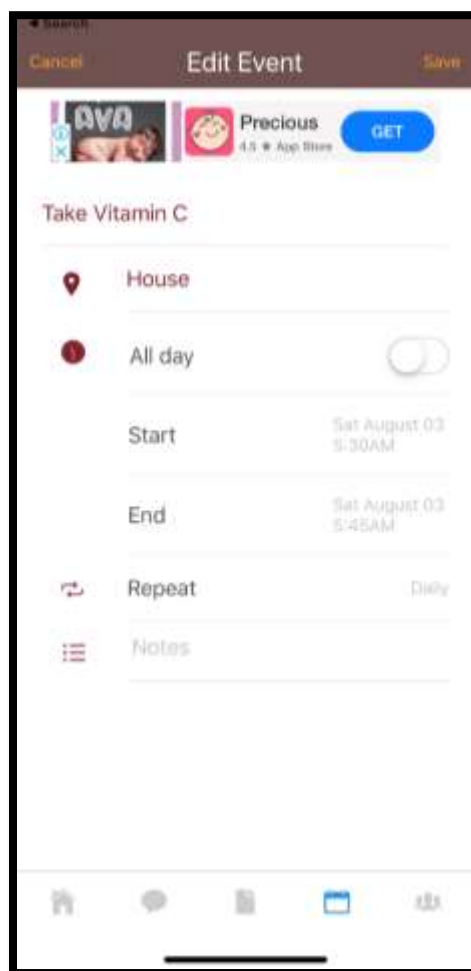 ◀ Search
Cancel
Edit Event
Save
AVA
Precious
4.5 ★ App Store
GET
Take Vitamin C
House
All day
Start
Sat August 03
5:30AM
End
Sat August 03
5:45AM
Repeat
Daily
Notes